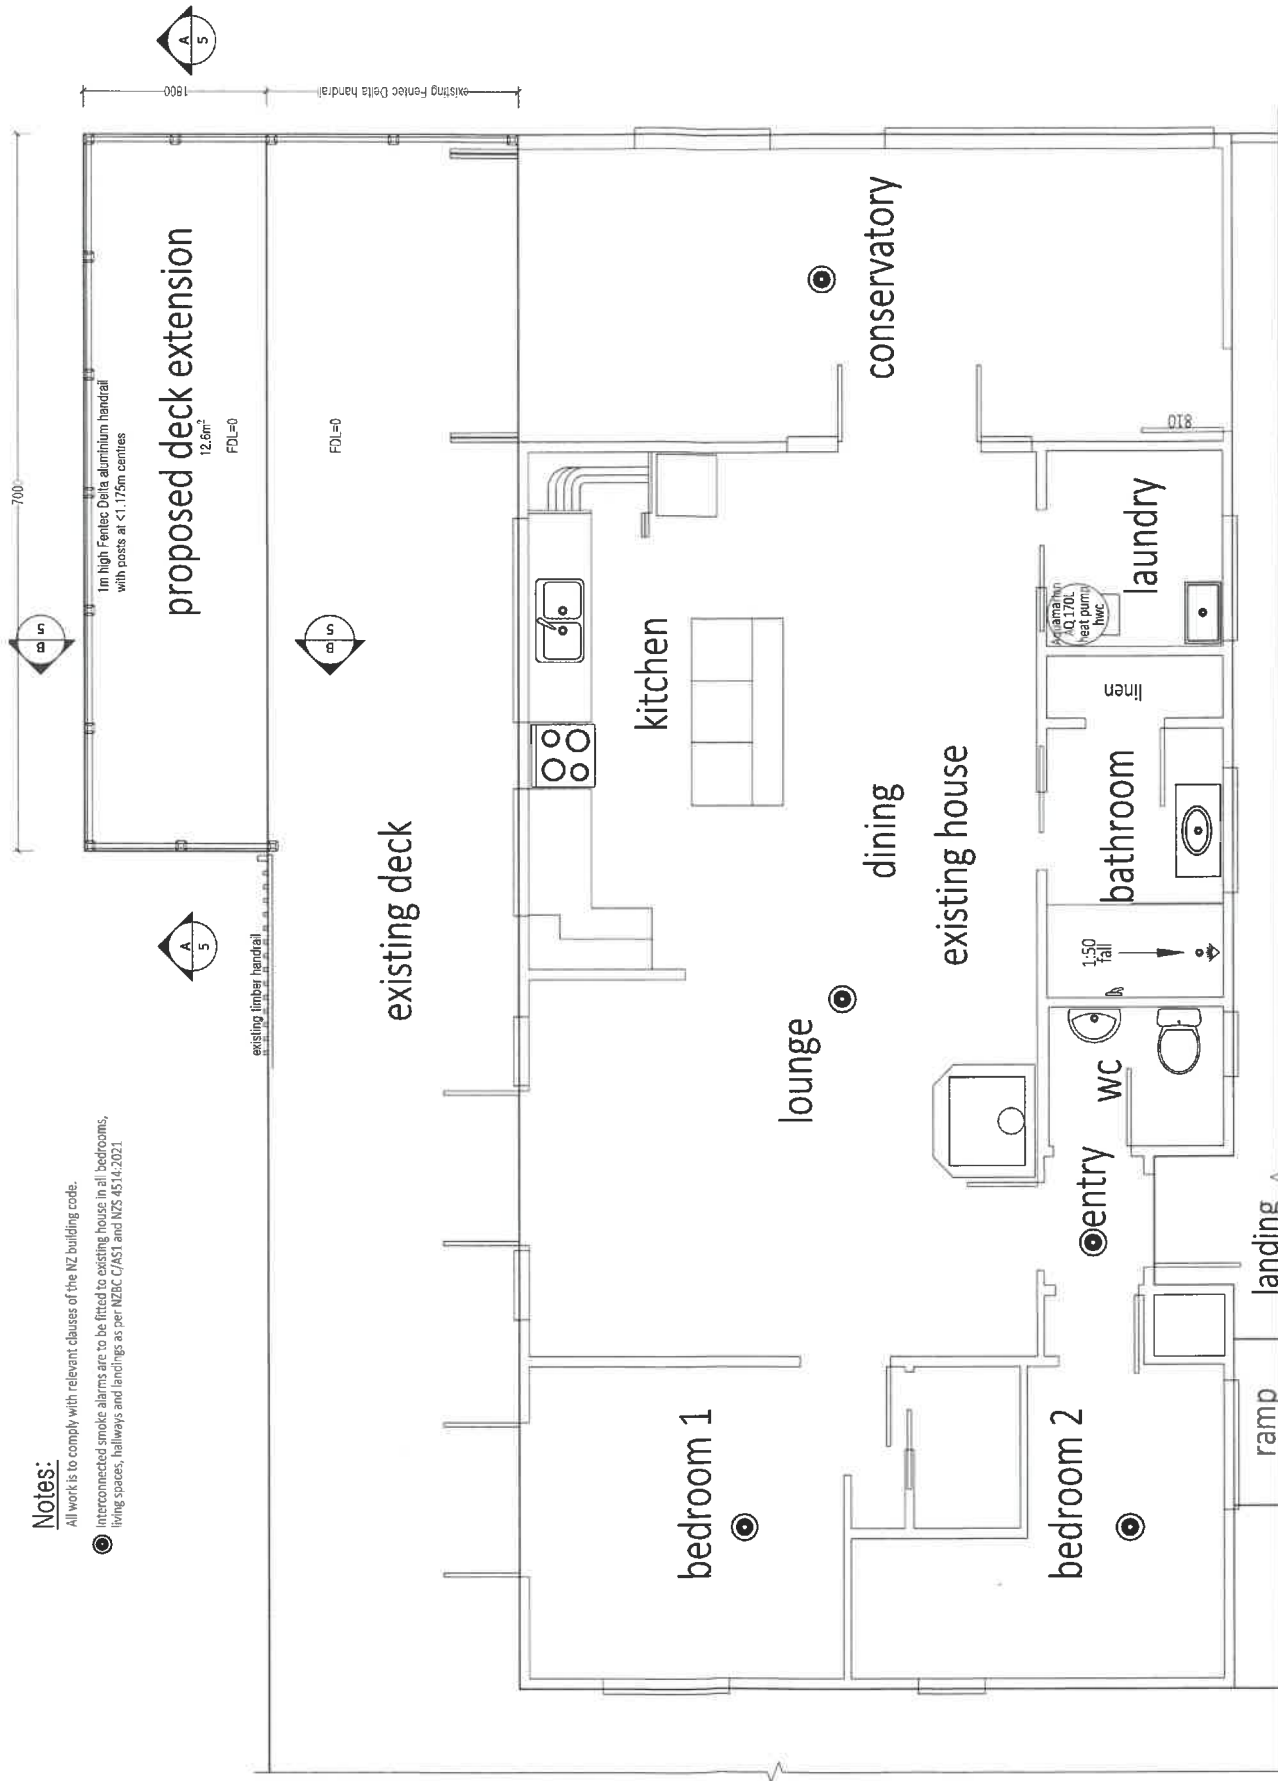 Notes:
All work is to comply with relevant clauses of the NZ building code.
Interconnected smoke alarms are to be fitted to existing house in all bedrooms,
living spaces, hallways and landings as per NZBC C/AS1 and NZS 4514:2021
700
1800
existing Fentec Delta handrail
A
5
B
5
1m high Fentec Delta aluminium handrail
with posts at <1.175m centres
proposed deck extension
12.6m²
FDL=0
A
5
existing timber handrail
B
5
FDL=0
existing deck
kitchen
conservatory
lounge
dining
existing house
bedroom 1
bedroom 2
entry
wc
1:50
fall
bathroom
linen
AQ 170L
heat pump
hwc
laundry
810
ramp
landing